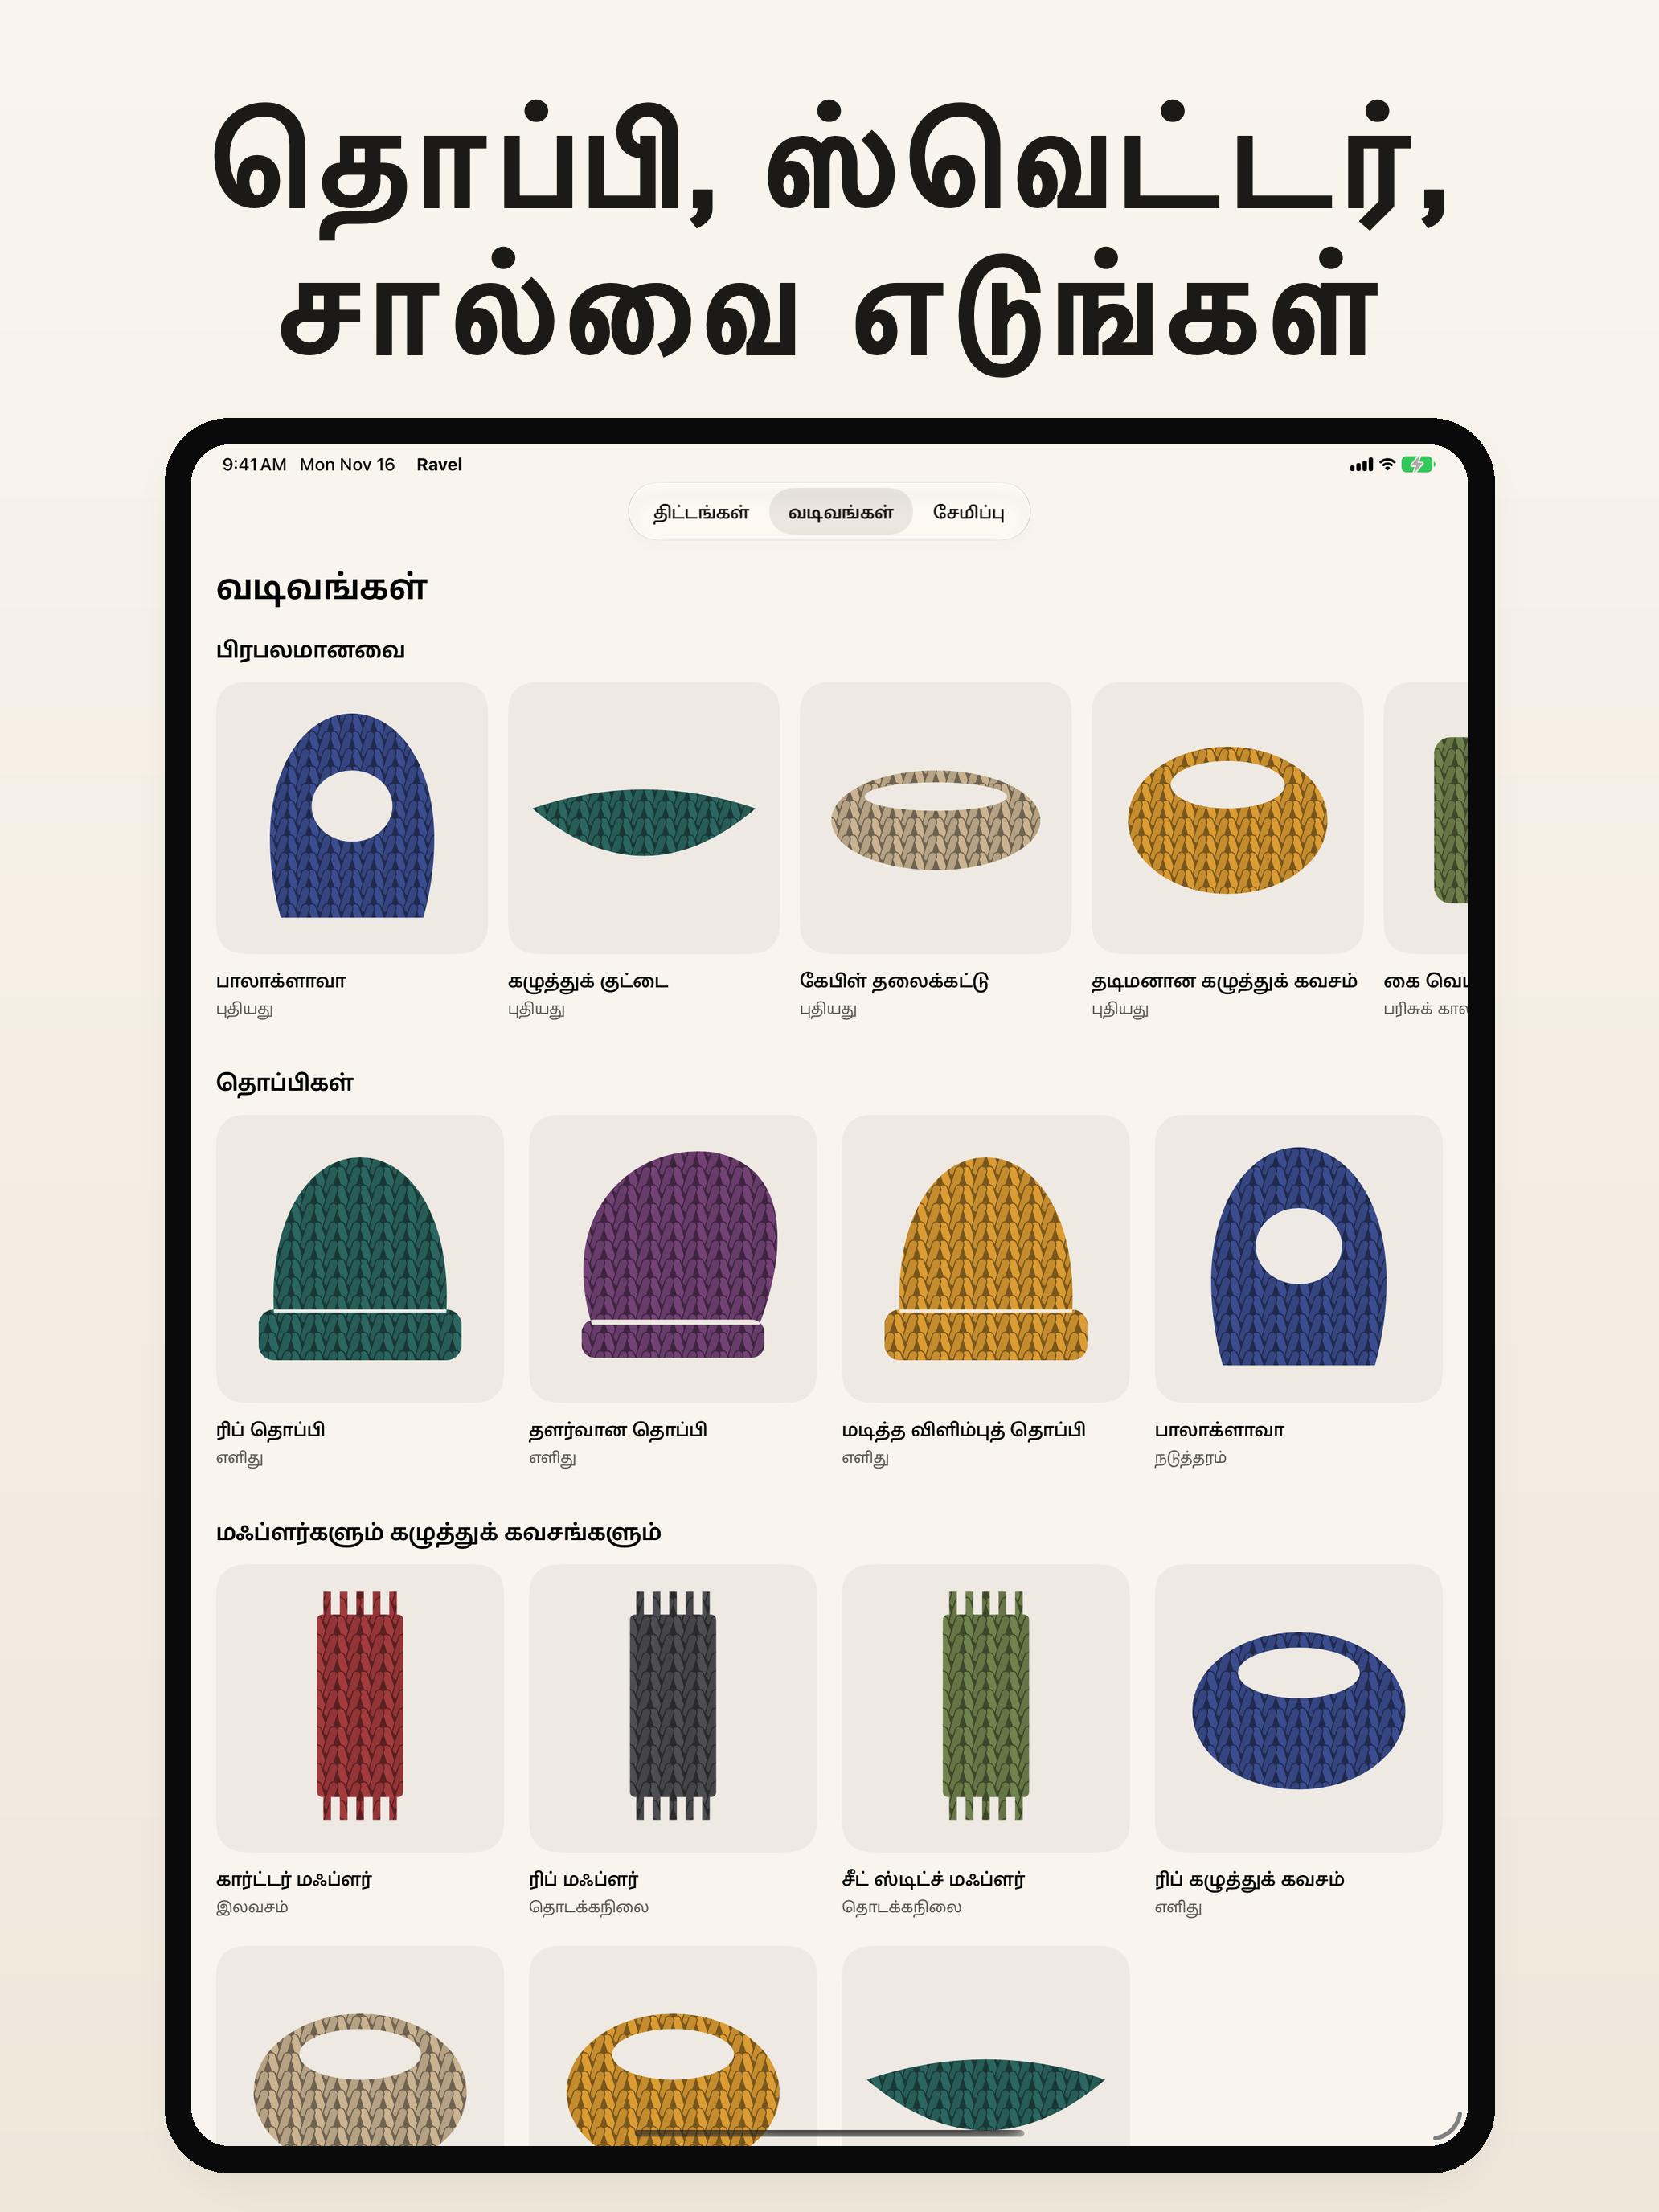 தொப்பி, ஸ்வெட்டர்,
சால்வை எடுங்கள்
9:41 AM Mon Nov 16 Ravel
திட்டங்கள் வடிவங்கள் சேமிப்பு
வடிவங்கள்
பிரபலமானவை
பாலாக்ளாவா கழுத்துக் குட்டை கேபிள் தலைக்கட்டு தடிமனான கழுத்துக் கவசம் கை
புதியது புதியது புதியது புதியது பரிசுக்
தொப்பிகள்
ரிப் தொப்பி தளர்வான தொப்பி மடித்த விளிம்புத் தொப்பி பாலாக்ளாவா
எளிது எளிது எளிது நடுத்தரம்
மஃப்ளர்களும் கழுத்துக் கவசங்களும்
கார்ட்டர் மஃப்ளர் ரிப் மஃப்ளர் சீட் ஸ்டிட்ச் மஃப்ளர் ரிப் கழுத்துக் கவசம்
இலவசம் தொடக்கநிலை தொடக்கநிலை எளிது